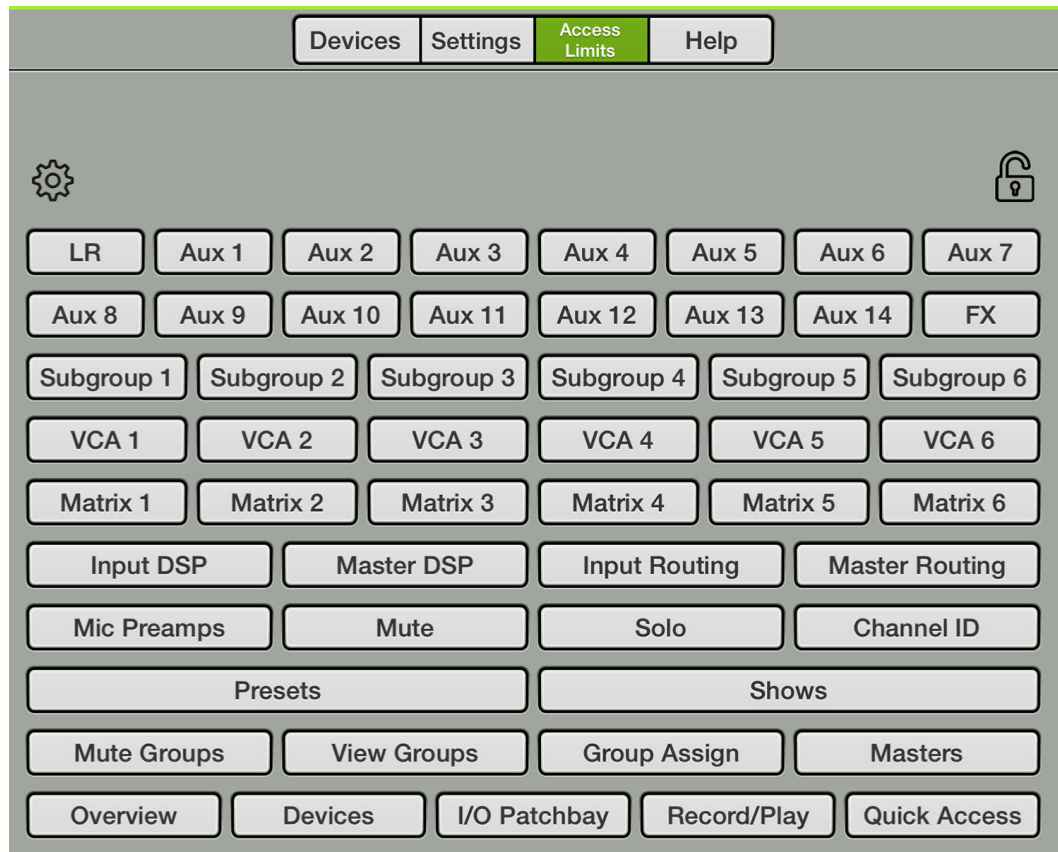 Devices Settings Access Limits Help
LR Aux 1 Aux 2 Aux 3 Aux 4 Aux 5 Aux 6 Aux 7
Aux 8 Aux 9 Aux 10 Aux 11 Aux 12 Aux 13 Aux 14 FX
Subgroup 1 Subgroup 2 Subgroup 3 Subgroup 4 Subgroup 5 Subgroup 6
VCA 1 VCA 2 VCA 3 VCA 4 VCA 5 VCA 6
Matrix 1 Matrix 2 Matrix 3 Matrix 4 Matrix 5 Matrix 6
Input DSP Master DSP Input Routing Master Routing
Mic Preamps Mute Solo Channel ID
Presets Shows
Mute Groups View Groups Group Assign Masters
Overview Devices I/O Patchbay Record/Play Quick Access